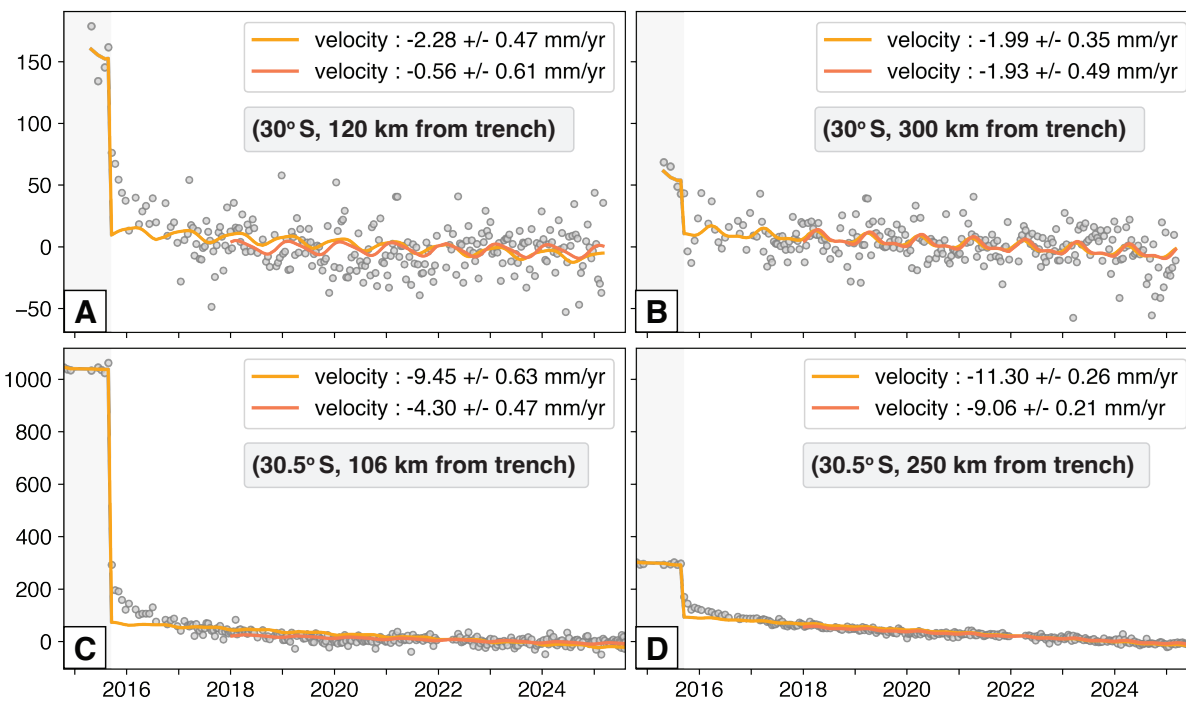 velocity : -2.28 +/- 0.47 mm/yr
velocity : -0.56 +/- 0.61 mm/yr
(30° S, 120 km from trench)
150
100
50
0
−50
A
velocity : -1.99 +/- 0.35 mm/yr
velocity : -1.93 +/- 0.49 mm/yr
(30° S, 300 km from trench)
B
velocity : -9.45 +/- 0.63 mm/yr
velocity : -4.30 +/- 0.47 mm/yr
(30.5° S, 106 km from trench)
1000
800
600
400
200
0
C
2016 2018 2020 2022 2024
velocity : -11.30 +/- 0.26 mm/yr
velocity : -9.06 +/- 0.21 mm/yr
(30.5° S, 250 km from trench)
D
2016 2018 2020 2022 2024